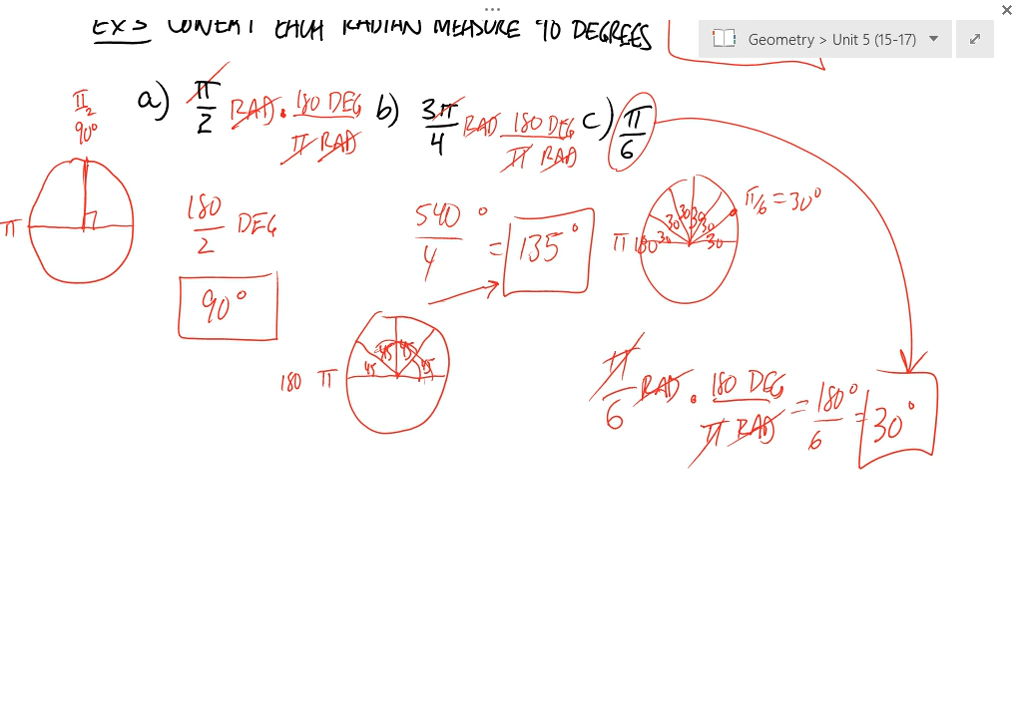 EX 3 CONVERT EACH RADIAN MEASURE TO DEGREES
Geometry > Unit 5 (15-17)
a) π/2 RAD · 180 DEG / π RAD
180/2 DEG
90°
π/2
90°
π
b) 3π/4 RAD 180 DEG / π RAD
540°/4 = 135°
180 π
45 45 45 45
c) π/6
π/6 = 30°
π 180 30 30 30 30 30 30
π/6 RAD · 180 DEG / π RAD = 180°/6 = 30°